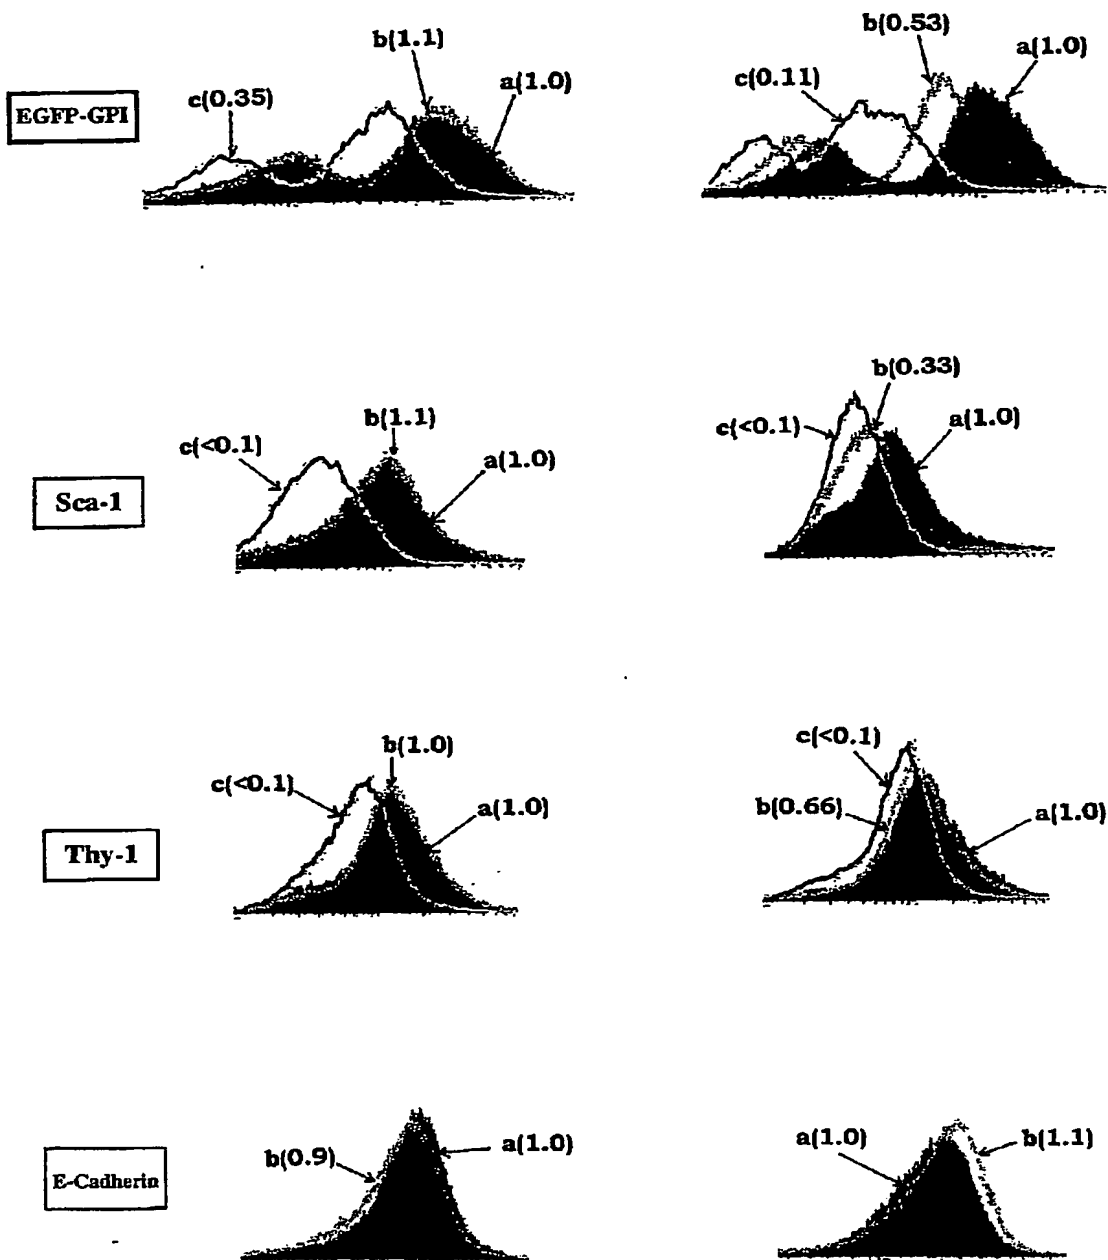 EGFP-GPI
c(0.35)
b(1.1)
a(1.0)
c(0.11)
b(0.53)
a(1.0)
Sca-1
c(<0.1)
b(1.1)
a(1.0)
c(<0.1)
b(0.33)
a(1.0)
Thy-1
c(<0.1)
b(1.0)
a(1.0)
c(<0.1)
b(0.66)
a(1.0)
E-Cadherin
b(0.9)
a(1.0)
a(1.0)
b(1.1)